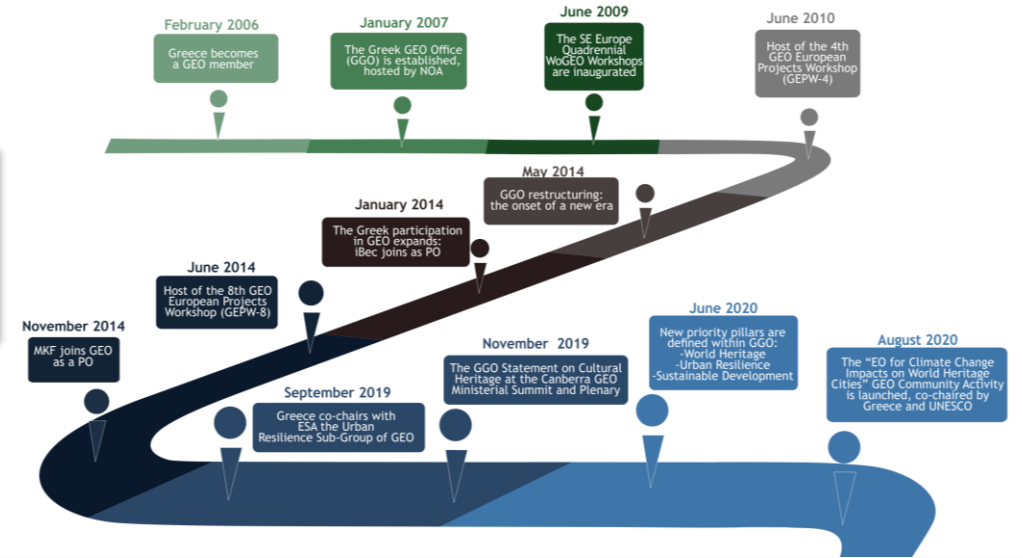 February 2006
Greece becomes
a GEO member
January 2007
The Greek GEO Office
(GGO) is established,
hosted by NOA
June 2009
The SE Europe
Quadrennial
WoGEO Workshops
are inaugurated
June 2010
Host of the 4th
GEO European
Projects Workshop
(GEPW-4)
May 2014
GGO restructuring:
the onset of a new era
January 2014
The Greek participation
in GEO expands:
iBec joins as PO
June 2014
Host of the 8th GEO
European Projects
Workshop (GEPW-8)
November 2014
MKF joins GEO
as a PO
September 2019
Greece co-chairs with
ESA the Urban
Resilience Sub-Group of GEO
November 2019
The GGO Statement on Cultural
Heritage at the Canberra GEO
Ministerial Summit and Plenary
June 2020
New priority pillars are
defined within GGO:
-World Heritage
-Urban Resilience
-Sustainable Development
August 2020
The “EO for Climate Change
Impacts on World Heritage
Cities” GEO Community Activity
is launched, co-chaired by
Greece and UNESCO